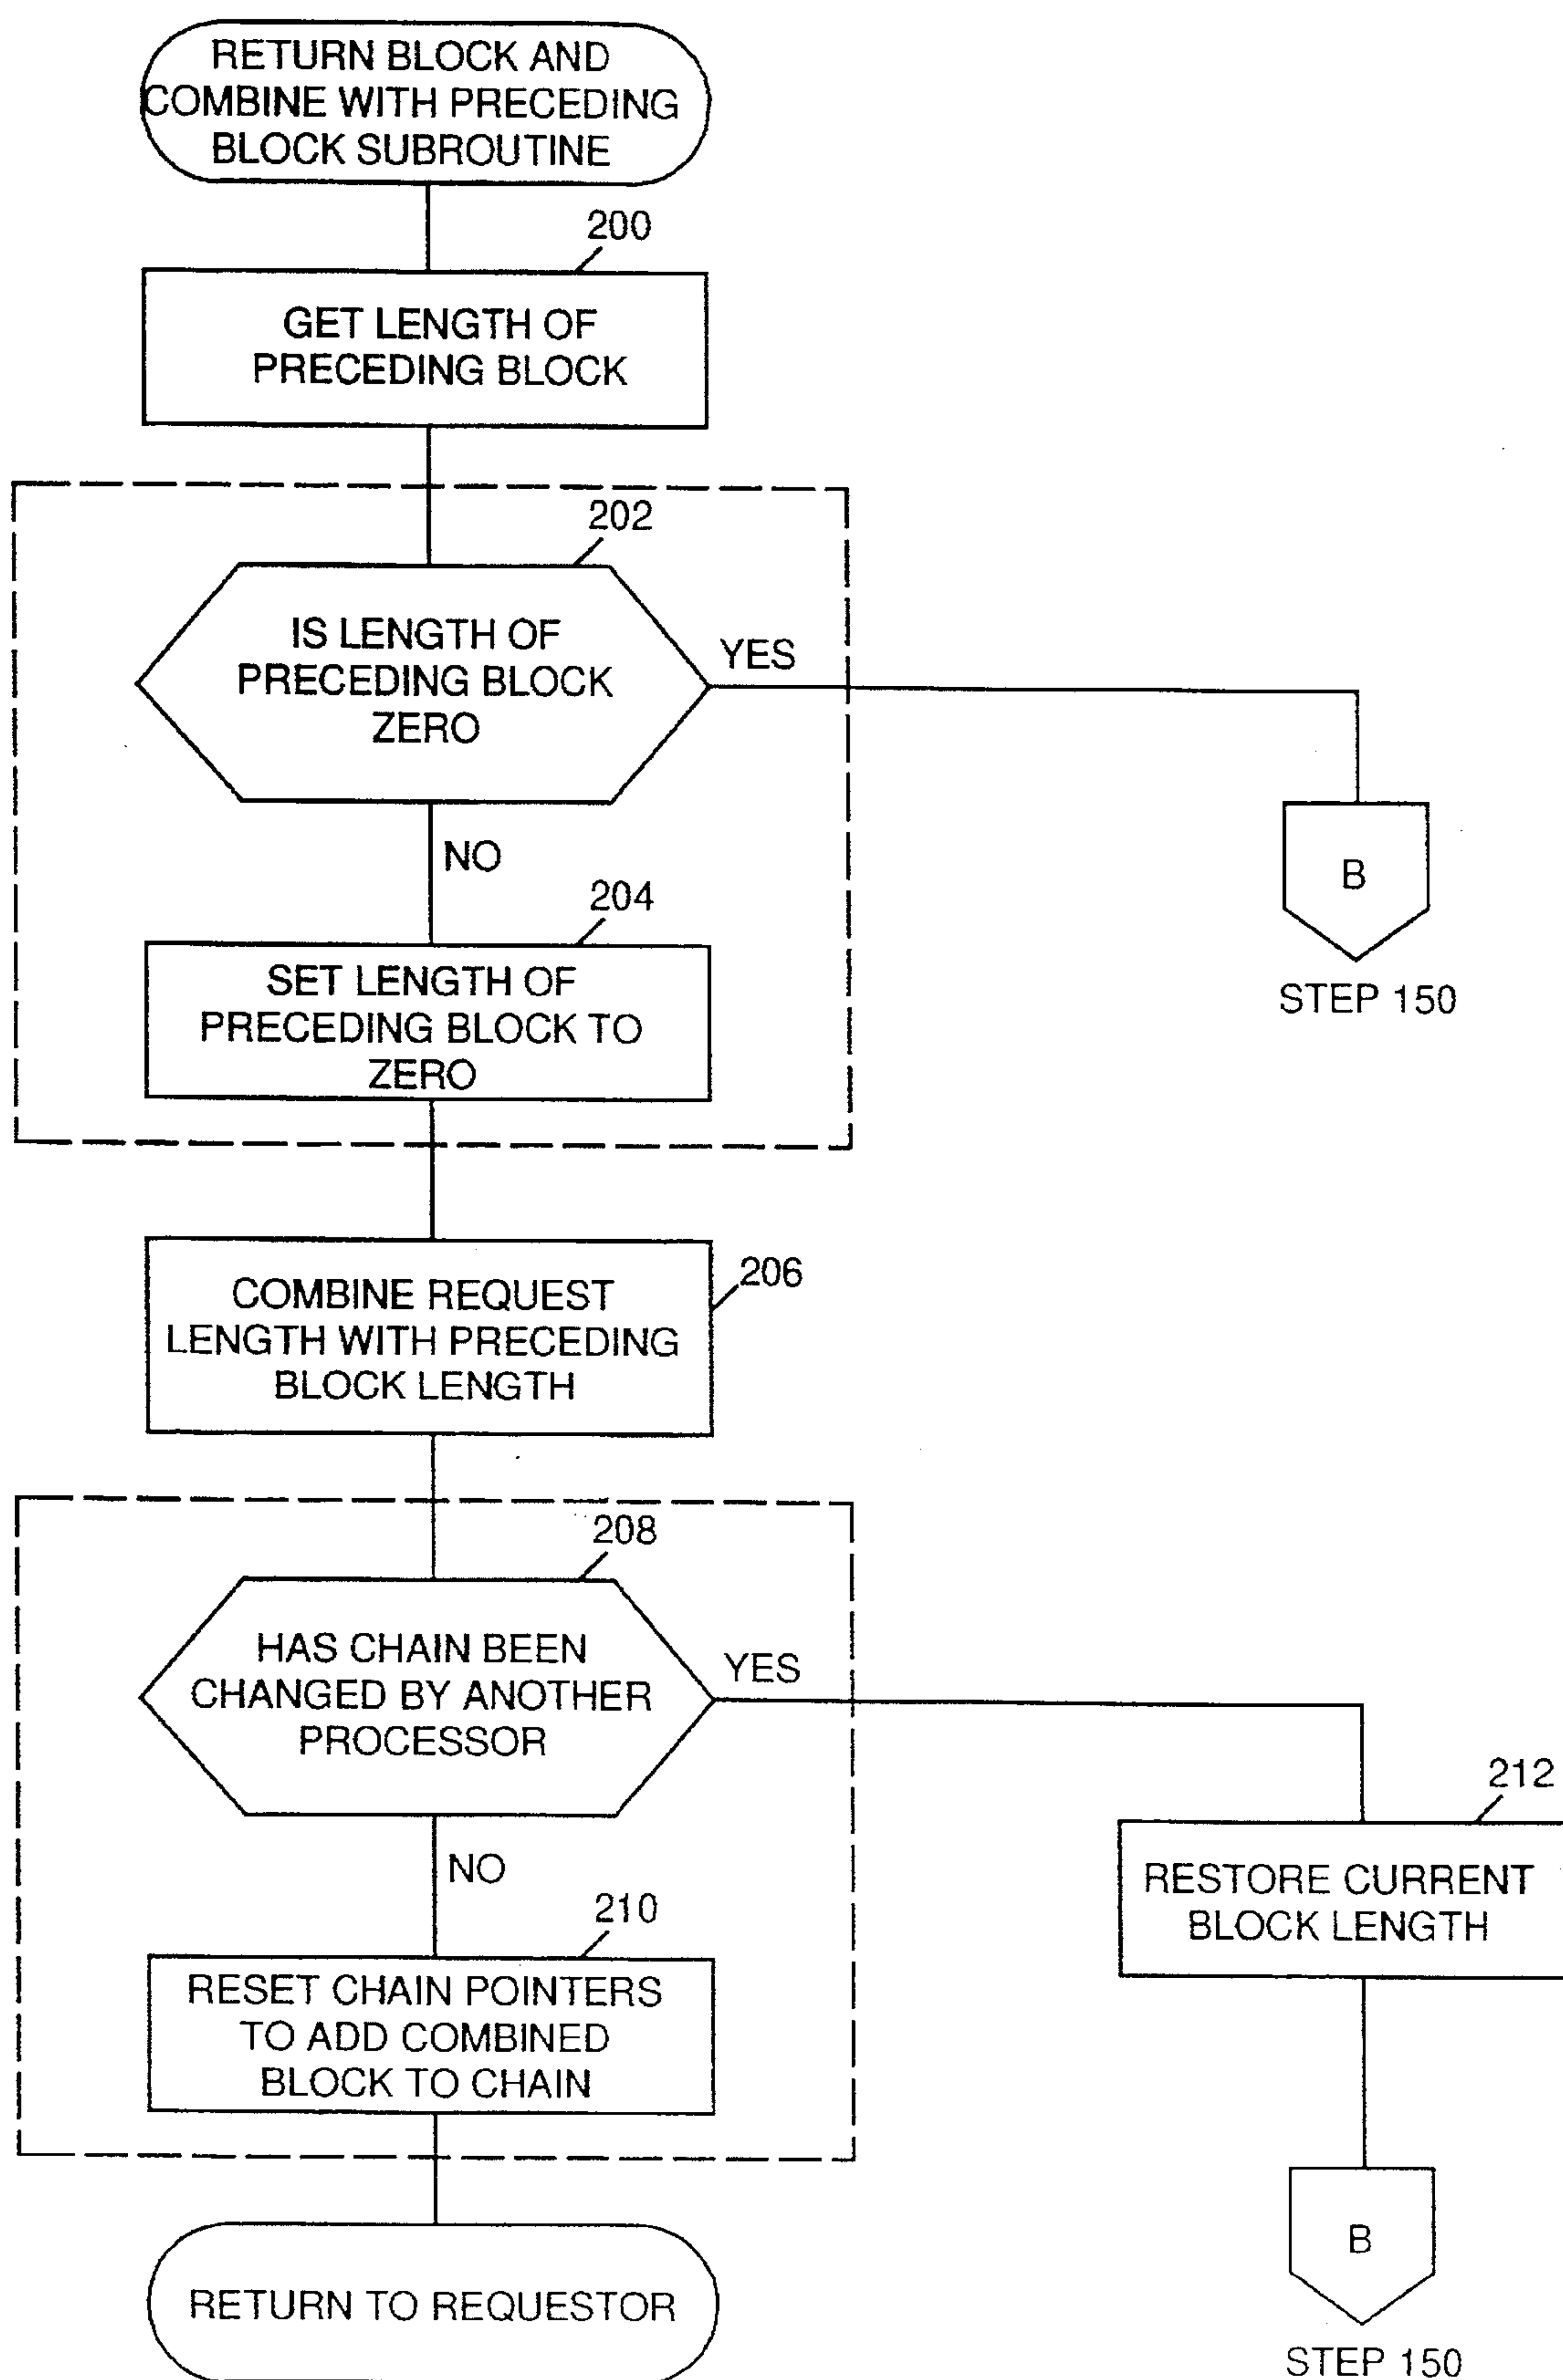 RETURN BLOCK AND
COMBINE WITH PRECEDING
BLOCK SUBROUTINE
200
GET LENGTH OF
PRECEDING BLOCK
202
IS LENGTH OF
PRECEDING BLOCK
ZERO
YES
NO
B
STEP 150
204
SET LENGTH OF
PRECEDING BLOCK TO
ZERO
206
COMBINE REQUEST
LENGTH WITH PRECEDING
BLOCK LENGTH
208
HAS CHAIN BEEN
CHANGED BY ANOTHER
PROCESSOR
YES
NO
212
RESTORE CURRENT
BLOCK LENGTH
210
RESET CHAIN POINTERS
TO ADD COMBINED
BLOCK TO CHAIN
B
STEP 150
RETURN TO REQUESTOR